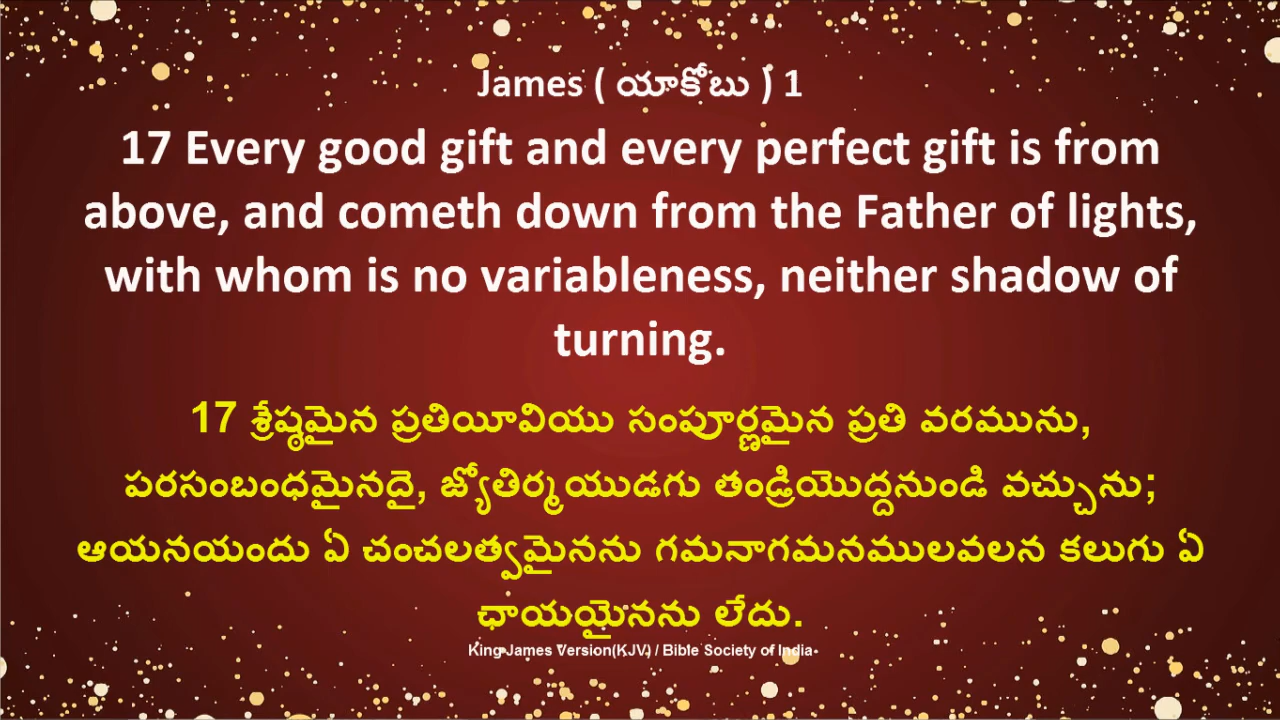 James ( యాకోబు ) 1
17 Every good gift and every perfect gift is from
above, and cometh down from the Father of lights,
with whom is no variableness, neither shadow of
turning.
17 శ్రేష్ఠమైన ప్రతియీవియు సంపూర్ణమైన ప్రతి వరమును,
పరసంబంధమైనదై, జ్యోతిర్మయుడగు తండ్రియొద్దనుండి వచ్చును;
ఆయనయందు ఏ చంచలత్వమైనను గమనాగమనములవలన కలుగు ఏ
ఛాయయైనను లేదు.
King James Version(KJV) / Bible Society of India